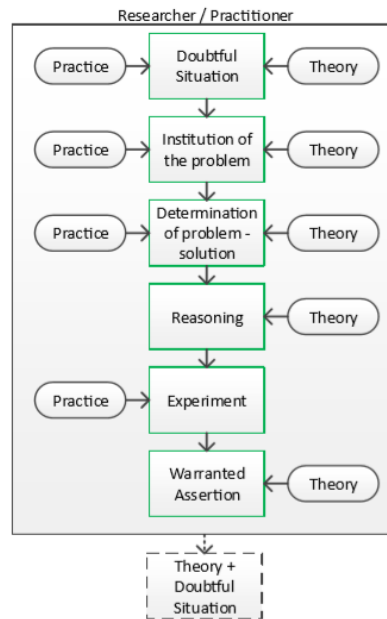 Researcher / Practitioner
Practice
Doubtful
Situation
Theory
Practice
Institution of
the problem
Theory
Practice
Determination
of problem -
solution
Theory
Reasoning
Theory
Practice
Experiment
Warranted
Assertion
Theory
Theory +
Doubtful
Situation